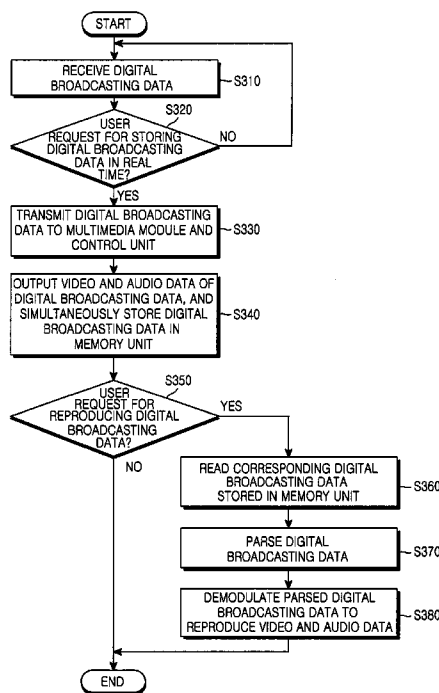 START
RECEIVE DIGITAL
BROADCASTING DATA
S310
S320
USER
REQUEST FOR STORING
DIGITAL BROADCASTING
DATA IN REAL
TIME?
NO
YES
TRANSMIT DIGITAL BROADCASTING
DATA TO MULTIMEDIA MODULE AND
CONTROL UNIT
S330
OUTPUT VIDEO AND AUDIO DATA OF
DIGITAL BROADCASTING DATA, AND
SIMULTANEOUSLY STORE DIGITAL
BROADCASTING DATA IN
MEMORY UNIT
S340
S350
USER
REQUEST FOR
REPRODUCING DIGITAL
BROADCASTING
DATA?
YES
NO
READ CORRESPONDING DIGITAL
BROADCASTING DATA
STORED IN MEMORY UNIT
S360
PARSE DIGITAL
BROADCASTING DATA
S370
DEMODULATE PARSED DIGITAL
BROADCASTING DATA TO
REPRODUCE VIDEO AND AUDIO DATA
S380
END